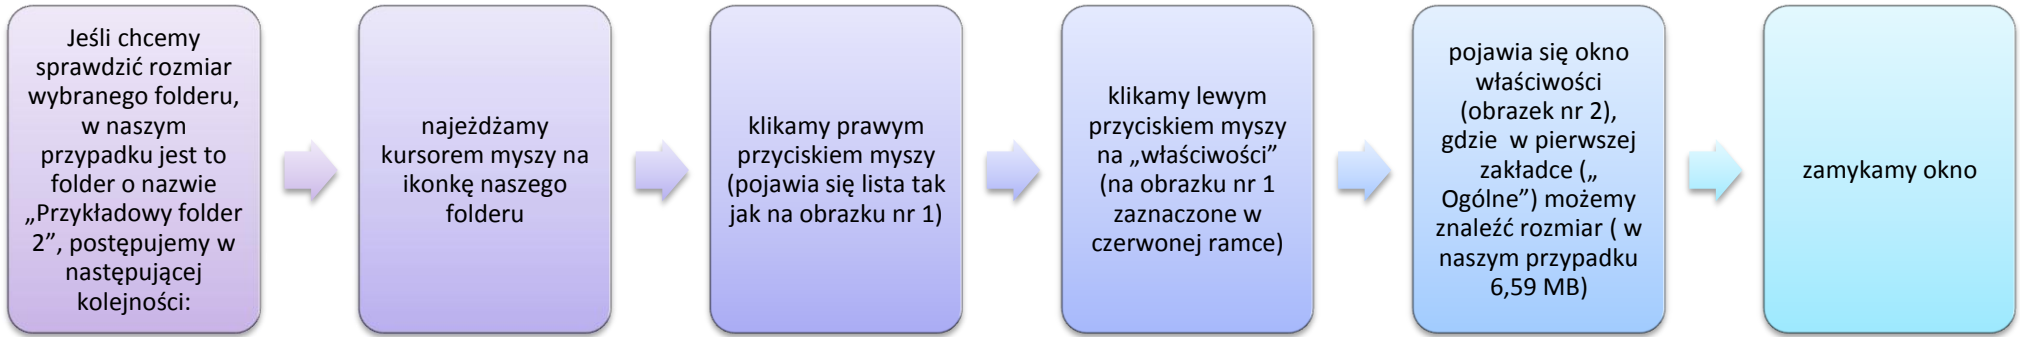 Jeśli chcemy
sprawdzić rozmiar
wybranego folderu,
w naszym
przypadku jest to
folder o nazwie
„Przykładowy folder
2”, postępujemy w
następującej
kolejności:
najeżdżamy
kursorem myszy na
ikonkę naszego
folderu
klikamy prawym
przyciskiem myszy
(pojawia się lista tak
jak na obrazku nr 1)
klikamy lewym
przyciskiem myszy
na „właściwości”
(na obrazku nr 1
zaznaczone w
czerwonej ramce)
pojawia się okno
właściwości
(obrazek nr 2),
gdzie  w pierwszej
zakładce („
Ogólne”) możemy
znaleźć rozmiar ( w
naszym przypadku
6,59 MB)
zamykamy okno